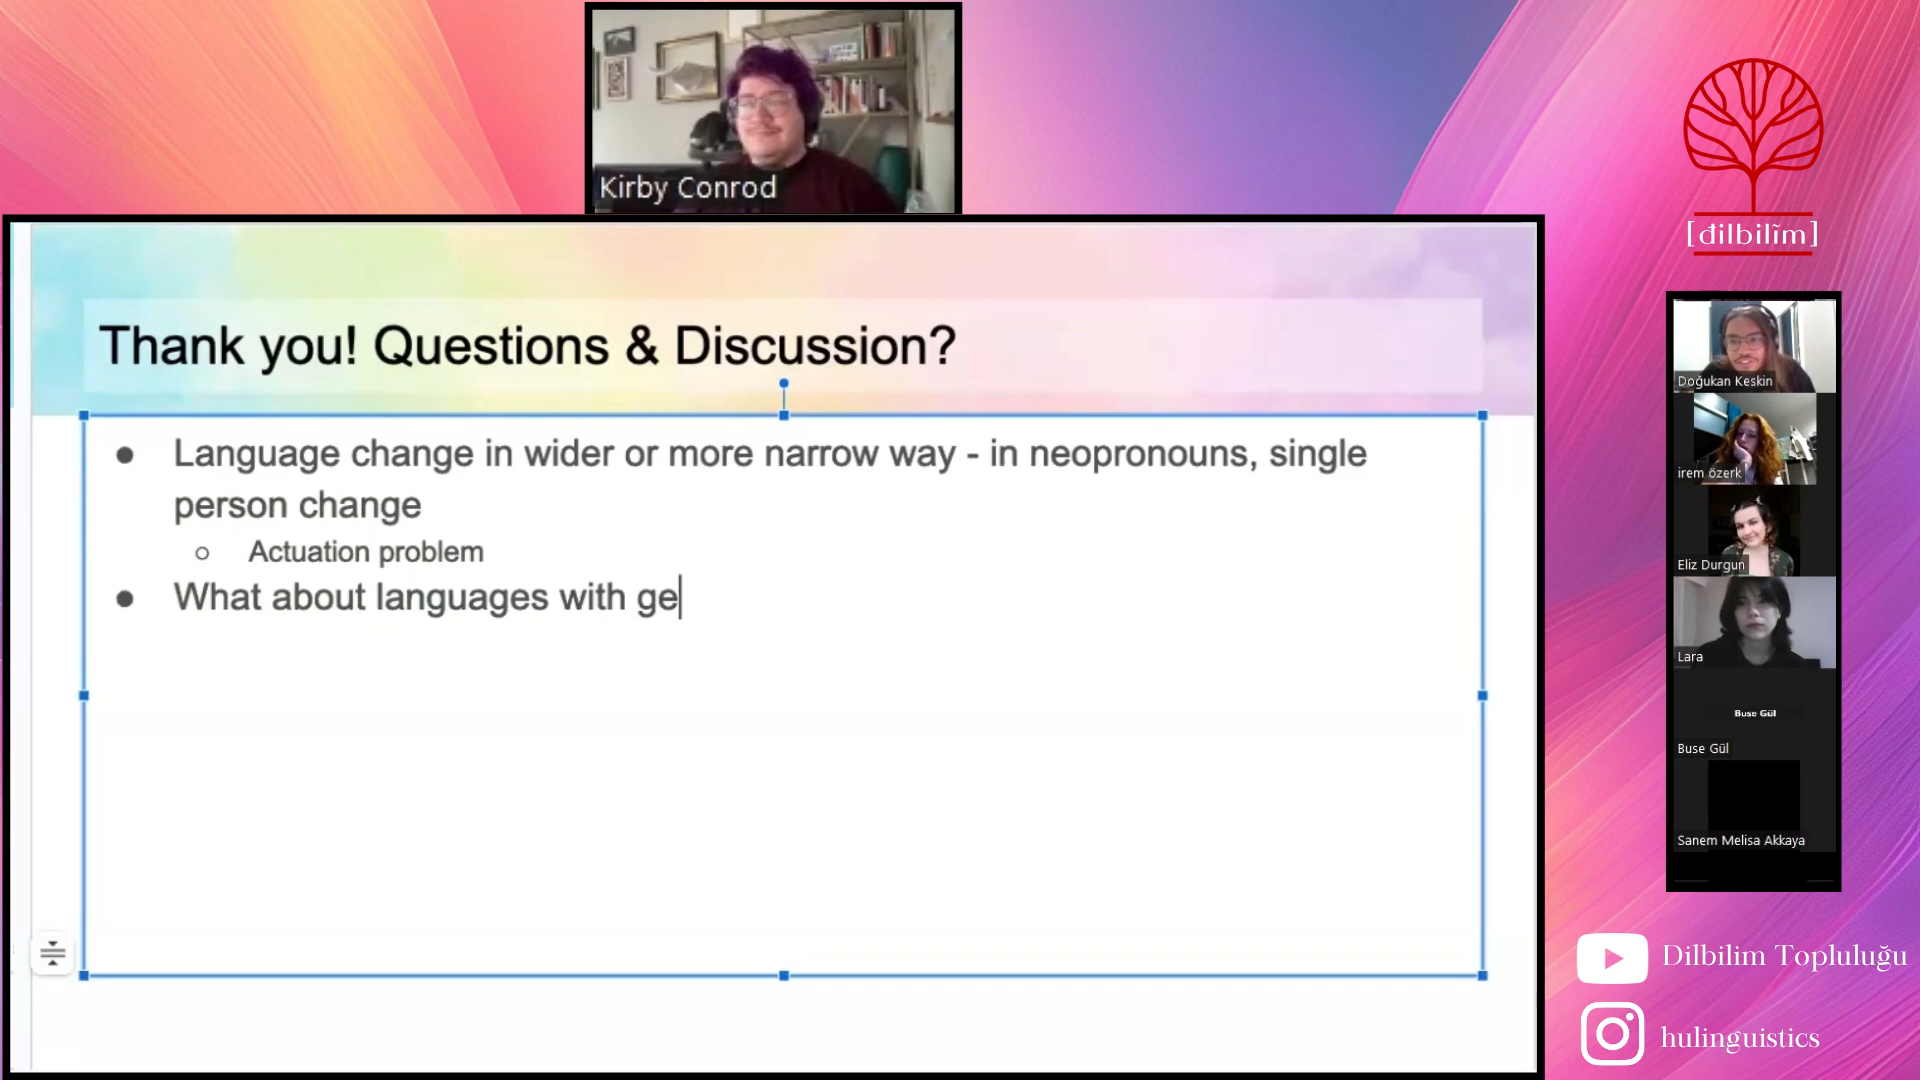 Kirby Conrod
[dilbilim]
Thank you! Questions & Discussion?
● Language change in wider or more narrow way - in neopronouns, single
person change
○ Actuation problem
● What about languages with ge
Doğukan Keskin
irem özerk
Eliz Durgun
Lara
Buse Gül
Buse Gül
Sanem Melisa Akkaya
Dilbilim Topluluğu
hulinguistics